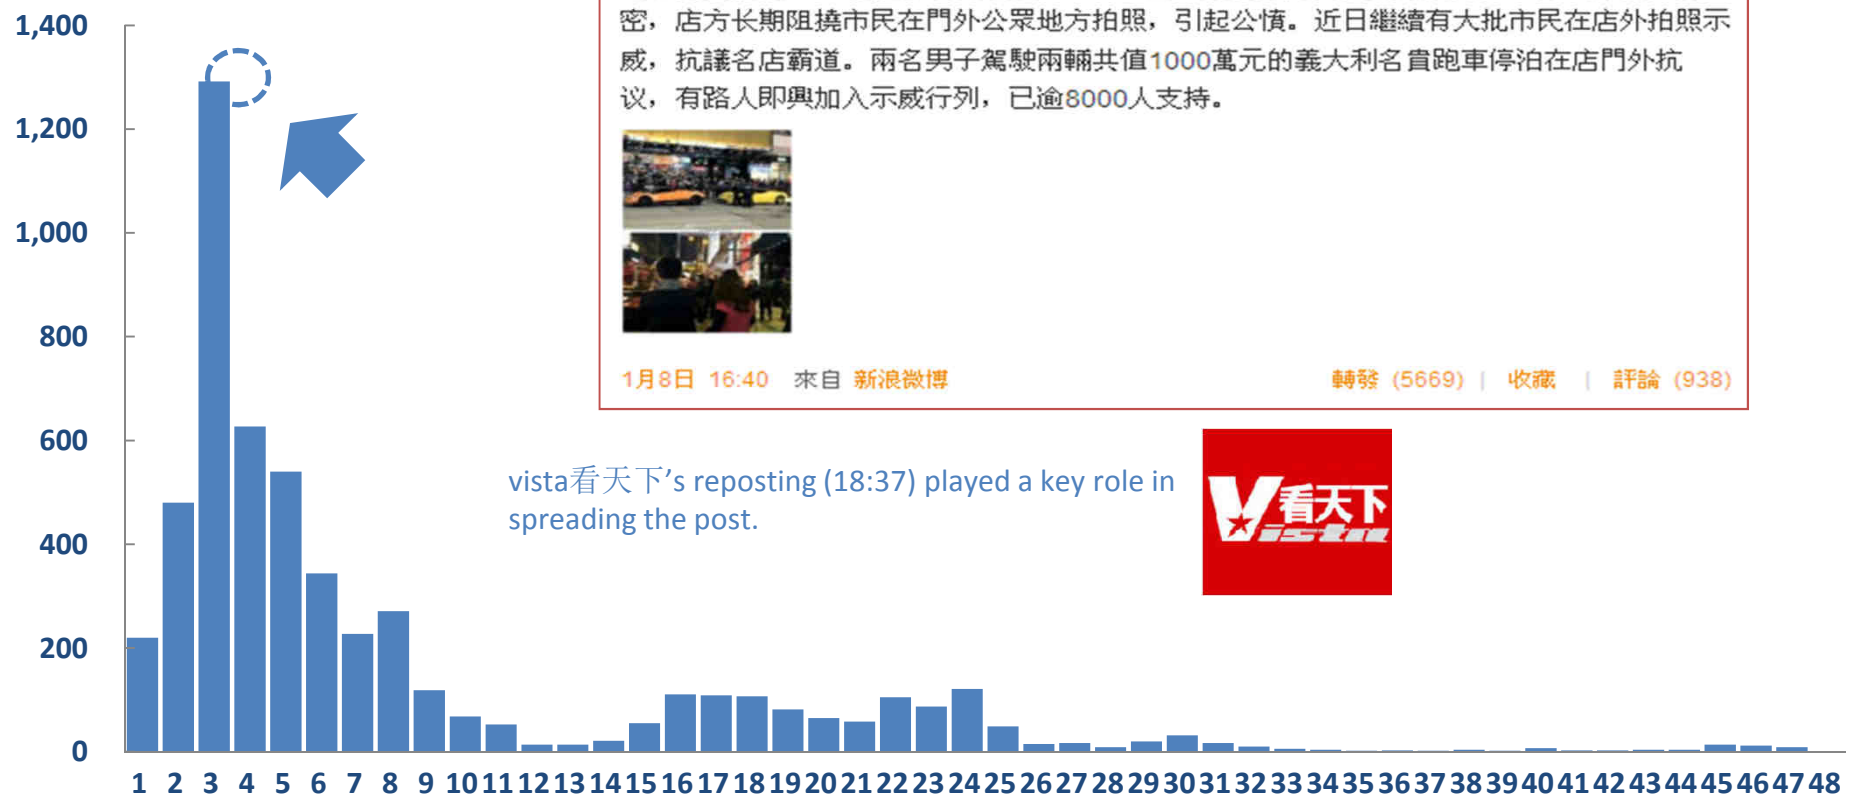 密，店方长期阻撓市民在門外公眾地方拍照，引起公憤。近日繼續有大批市民在店外拍照示
威，抗議名店霸道。兩名男子駕駛兩輛共值1000萬元的義大利名貴跑車停泊在店門外抗
议，有路人即興加入示威行列，已逾8000人支持。
1月8日 16:40 來自 新浪微博
轉發 (5669) | 收藏 | 評論 (938)
vista看天下’s reposting (18:37) played a key role in
spreading the post.
V看天下
istu
1,400
1,200
1,000
800
600
400
200
0
1 2 3 4 5 6 7 8 9 10 11 12 13 14 15 16 17 18 19 20 21 22 23 24 25 26 27 28 29 30 31 32 33 34 35 36 37 38 39 40 41 42 43 44 45 46 47 48